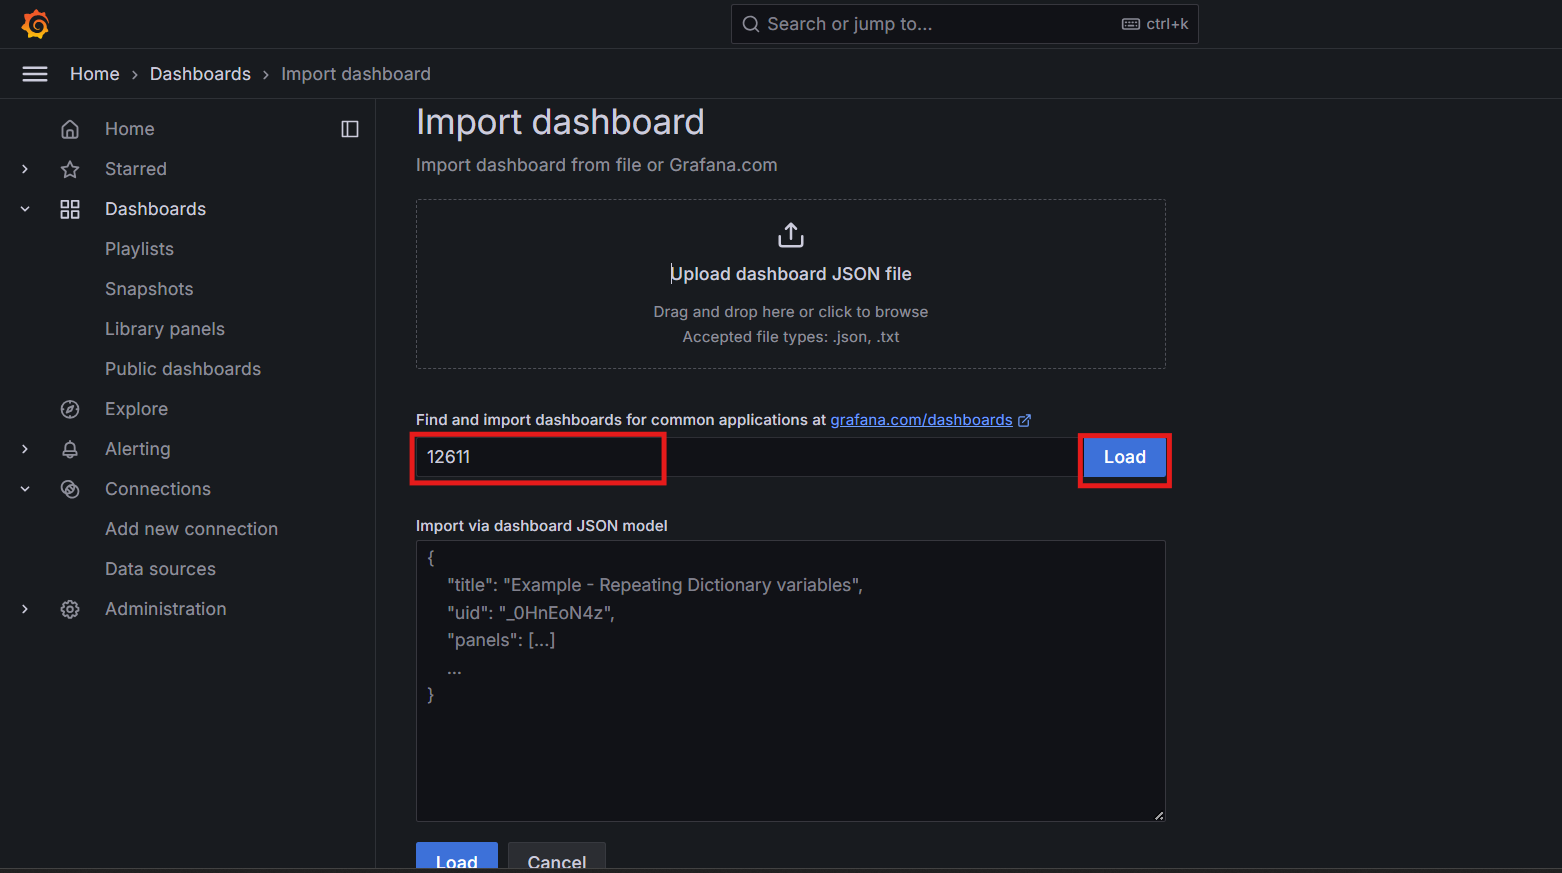 Search or jump to...
ctrl+k
Home › Dashboards › Import dashboard
Home
Starred
Dashboards
Playlists
Snapshots
Library panels
Public dashboards
Explore
Alerting
Connections
Add new connection
Data sources
Administration
Import dashboard
Import dashboard from file or Grafana.com
Upload dashboard JSON file
Drag and drop here or click to browse
Accepted file types: .json, .txt
Find and import dashboards for common applications at grafana.com/dashboards
12611
Load
Import via dashboard JSON model
{
"title": "Example - Repeating Dictionary variables",
"uid": "_0HnEoN4z",
"panels": [...]
...
}
Load
Cancel